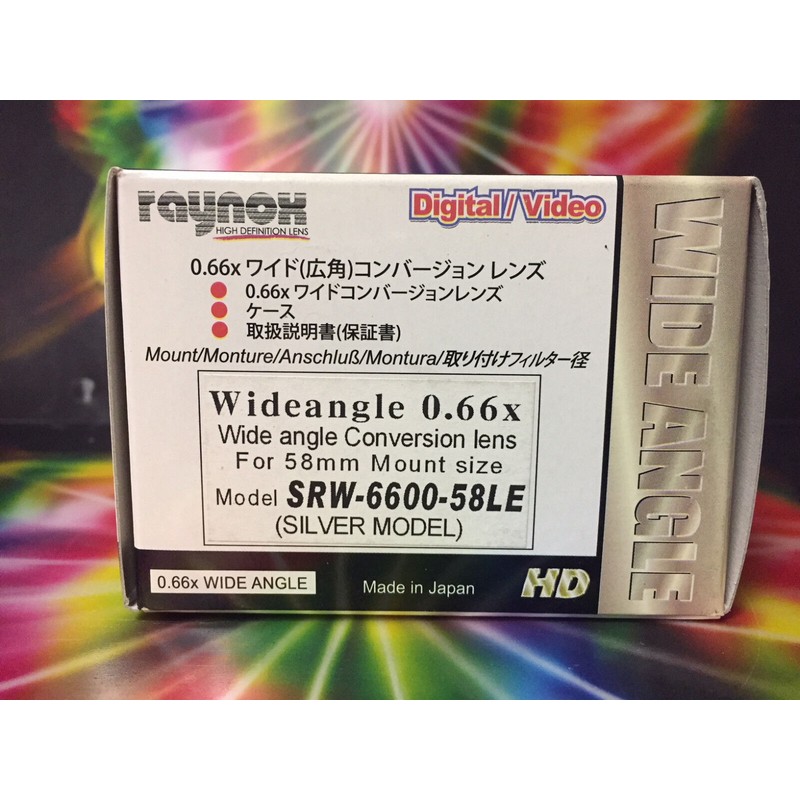 raynox
HIGH DEFINITION LENS
Digital/Video
0.66x ワイド(広角)コンバージョン レンズ
0.66x ワイドコンバージョンレンズ
ケース
取扱説明書(保証書)
Mount/Monture/Anschluß/Montura/取り付けフィルター径
Wideangle 0.66x
Wide angle Conversion lens
For 58mm Mount size
Model SRW-6600-58LE
(SILVER MODEL)
0.66x WIDE ANGLE
Made in Japan
HD
WIDE ANGLE